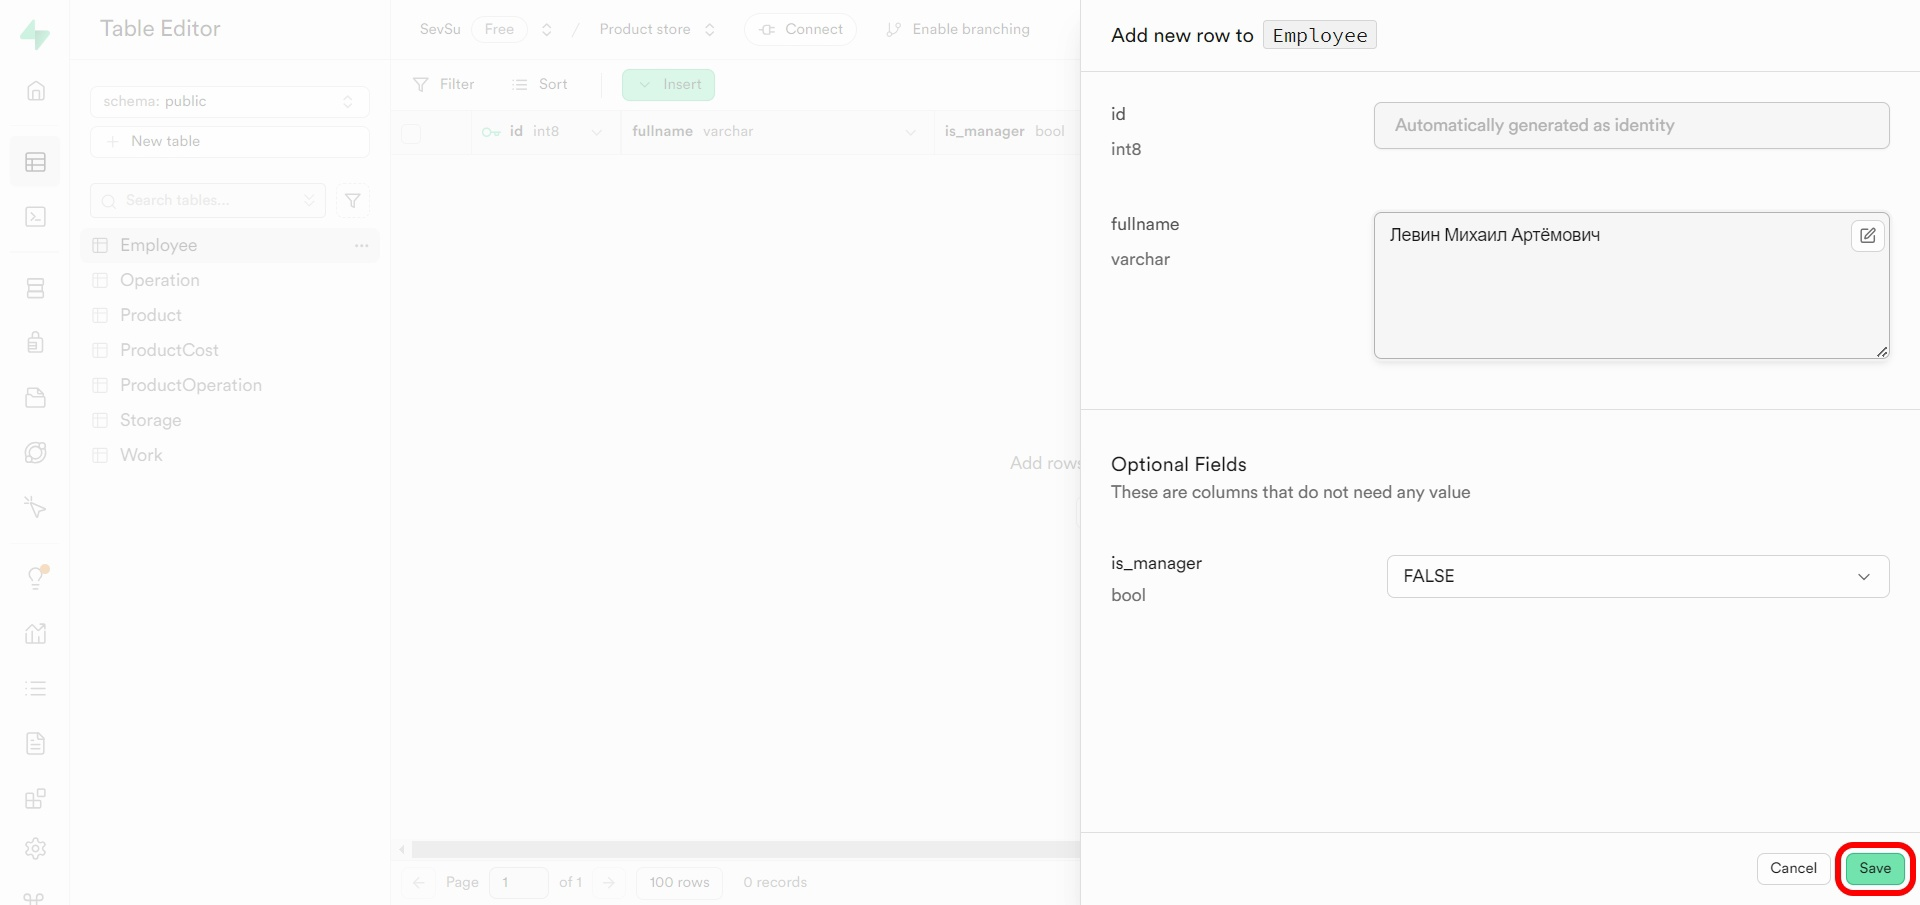 Table Editor
SevSu Free / Product store Connect Enable branching
schema: public
New table
Search tables...
Employee ...
Operation
Product
ProductCost
ProductOperation
Storage
Work
Filter Sort Insert
id int8 fullname varchar is_manager bool
Add rows
Page 1 of 1 100 rows 0 records
Add new row to Employee
id
int8
Automatically generated as identity
fullname
varchar
Левин Михаил Артёмович
Optional Fields
These are columns that do not need any value
is_manager
bool
FALSE
Cancel Save